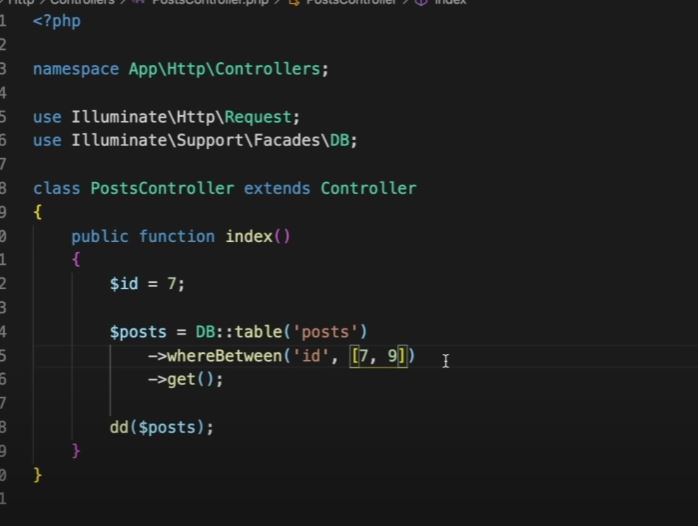 Http > Controllers > PostsController.php > PostsController > index
1 <?php
2
3 namespace App\Http\Controllers;
4
5 use Illuminate\Http\Request;
6 use Illuminate\Support\Facades\DB;
7
8 class PostsController extends Controller
9 {
0     public function index()
1     {
2         $id = 7;
3
4         $posts = DB::table('posts')
5             ->whereBetween('id', [7, 9])
6             ->get();
7
8         dd($posts);
9     }
0 }
1